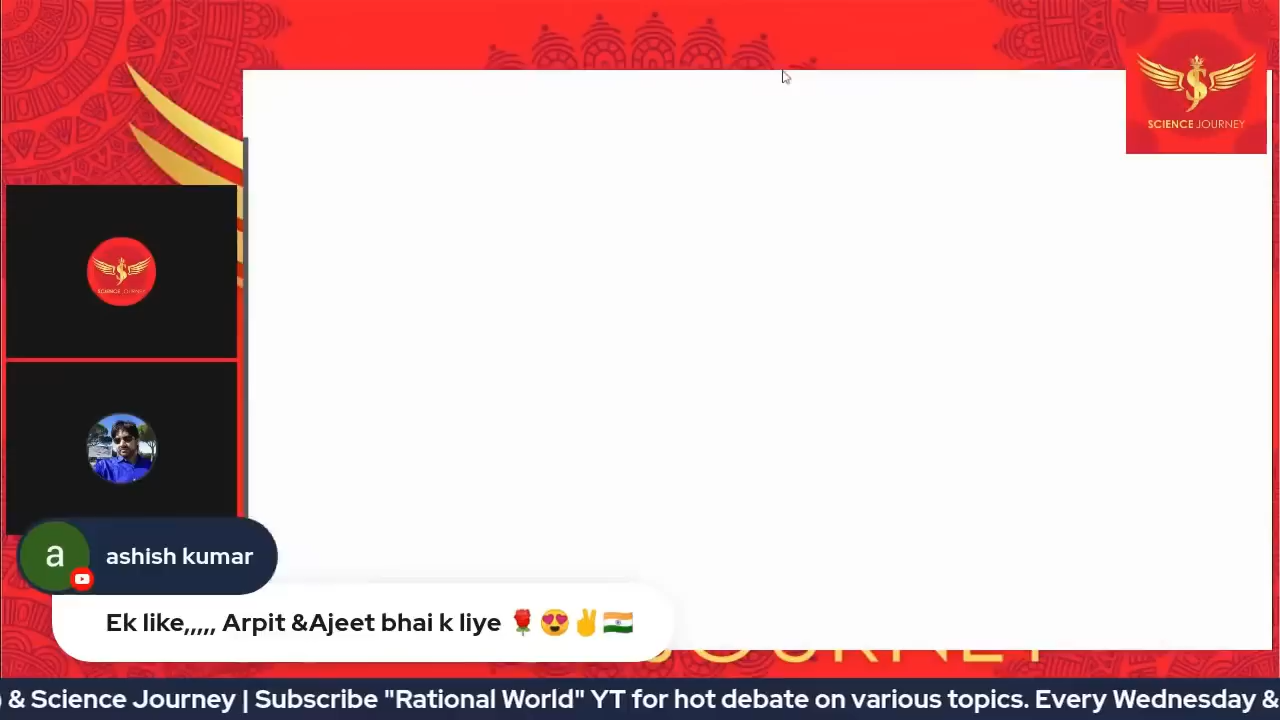 SCIENCE JOURNEY
a
ashish kumar
Ek like,,,,, Arpit &Ajeet bhai k liye 🌹😍✌️🇮🇳
& Science Journey | Subscribe "Rational World" YT for hot debate on various topics. Every Wednesday &